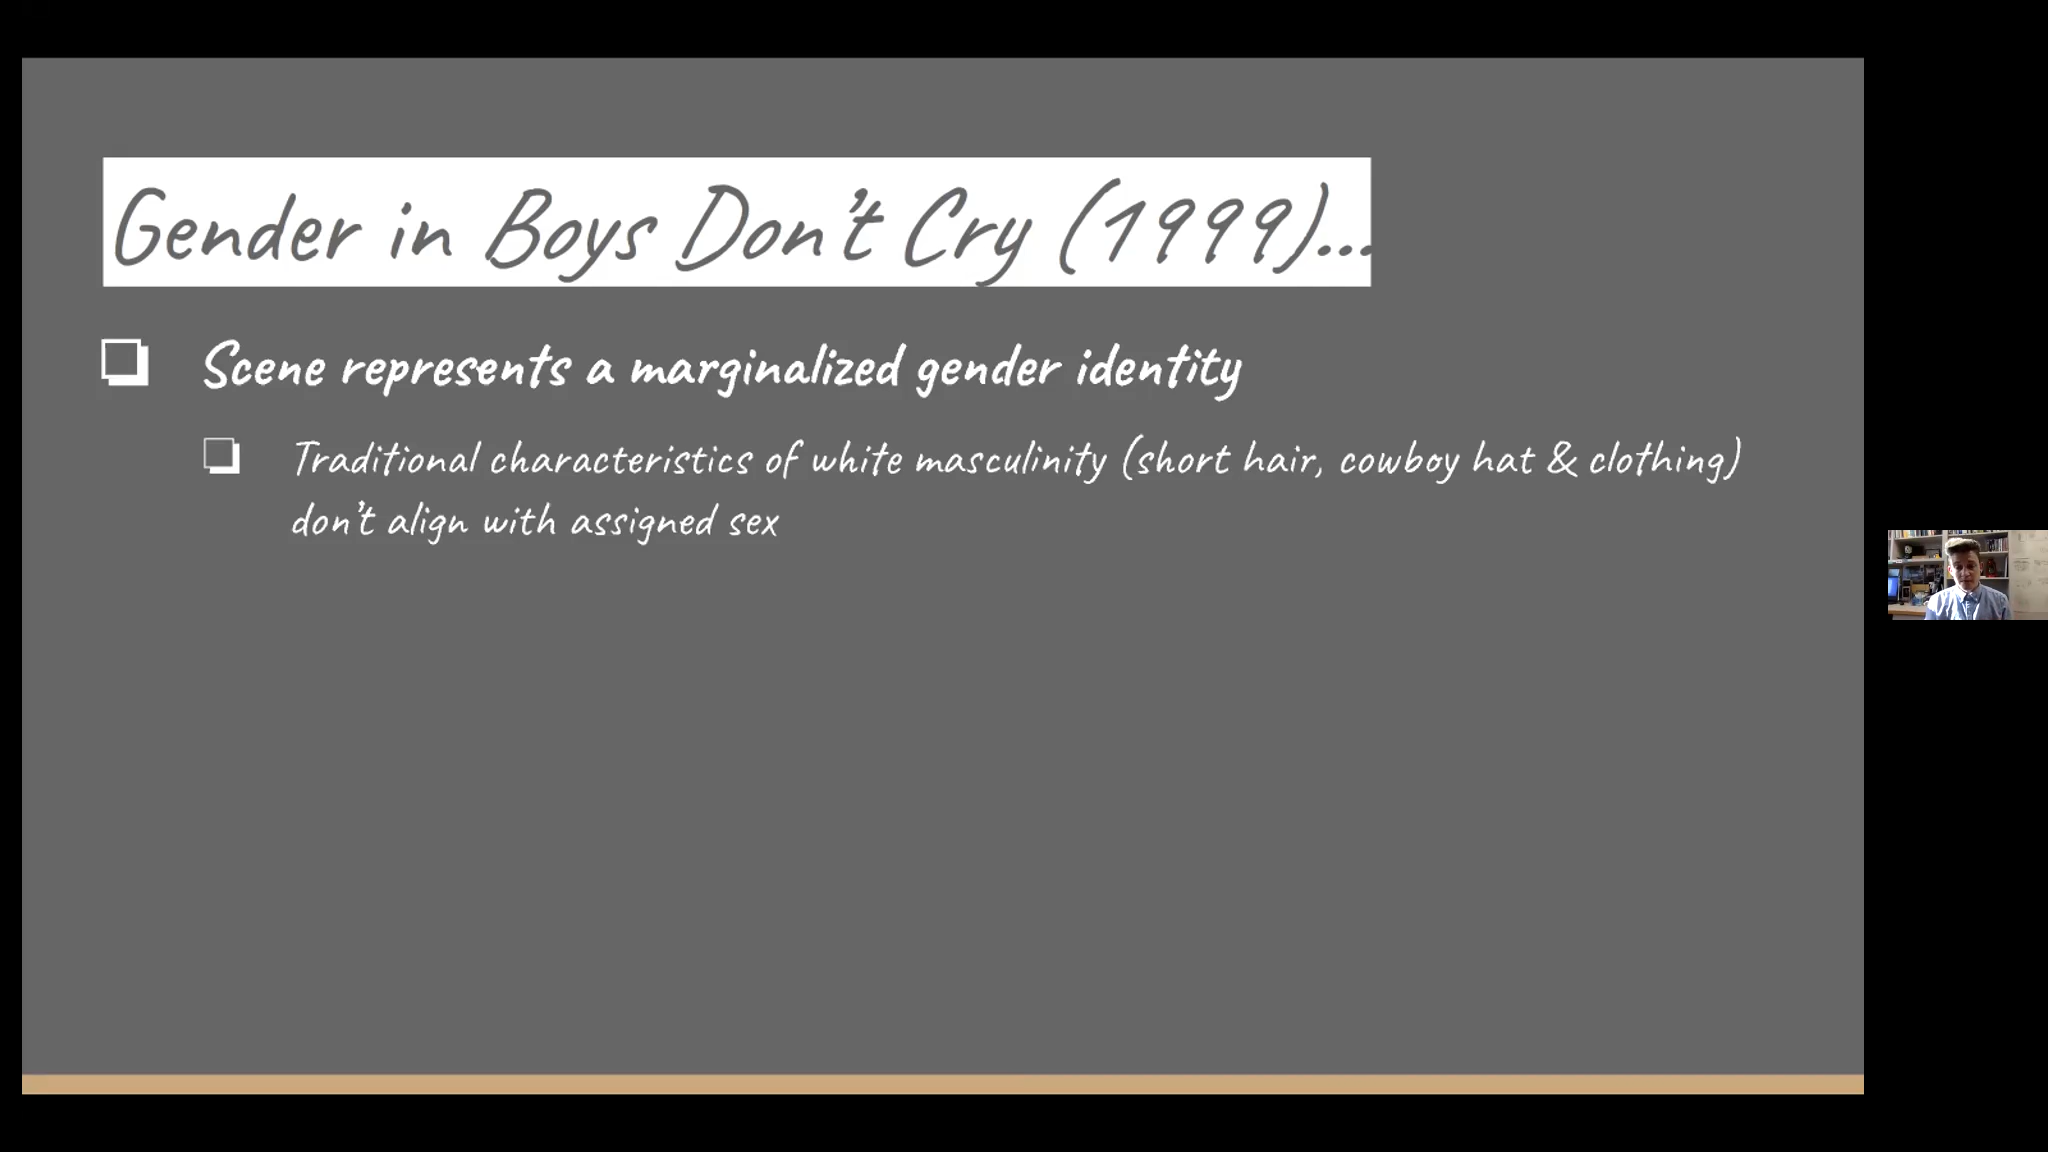 Gender in Boys Don't Cry (1999)...
Scene represents a marginalized gender identity
Traditional characteristics of white masculinity (short hair, cowboy hat & clothing)
don't align with assigned sex